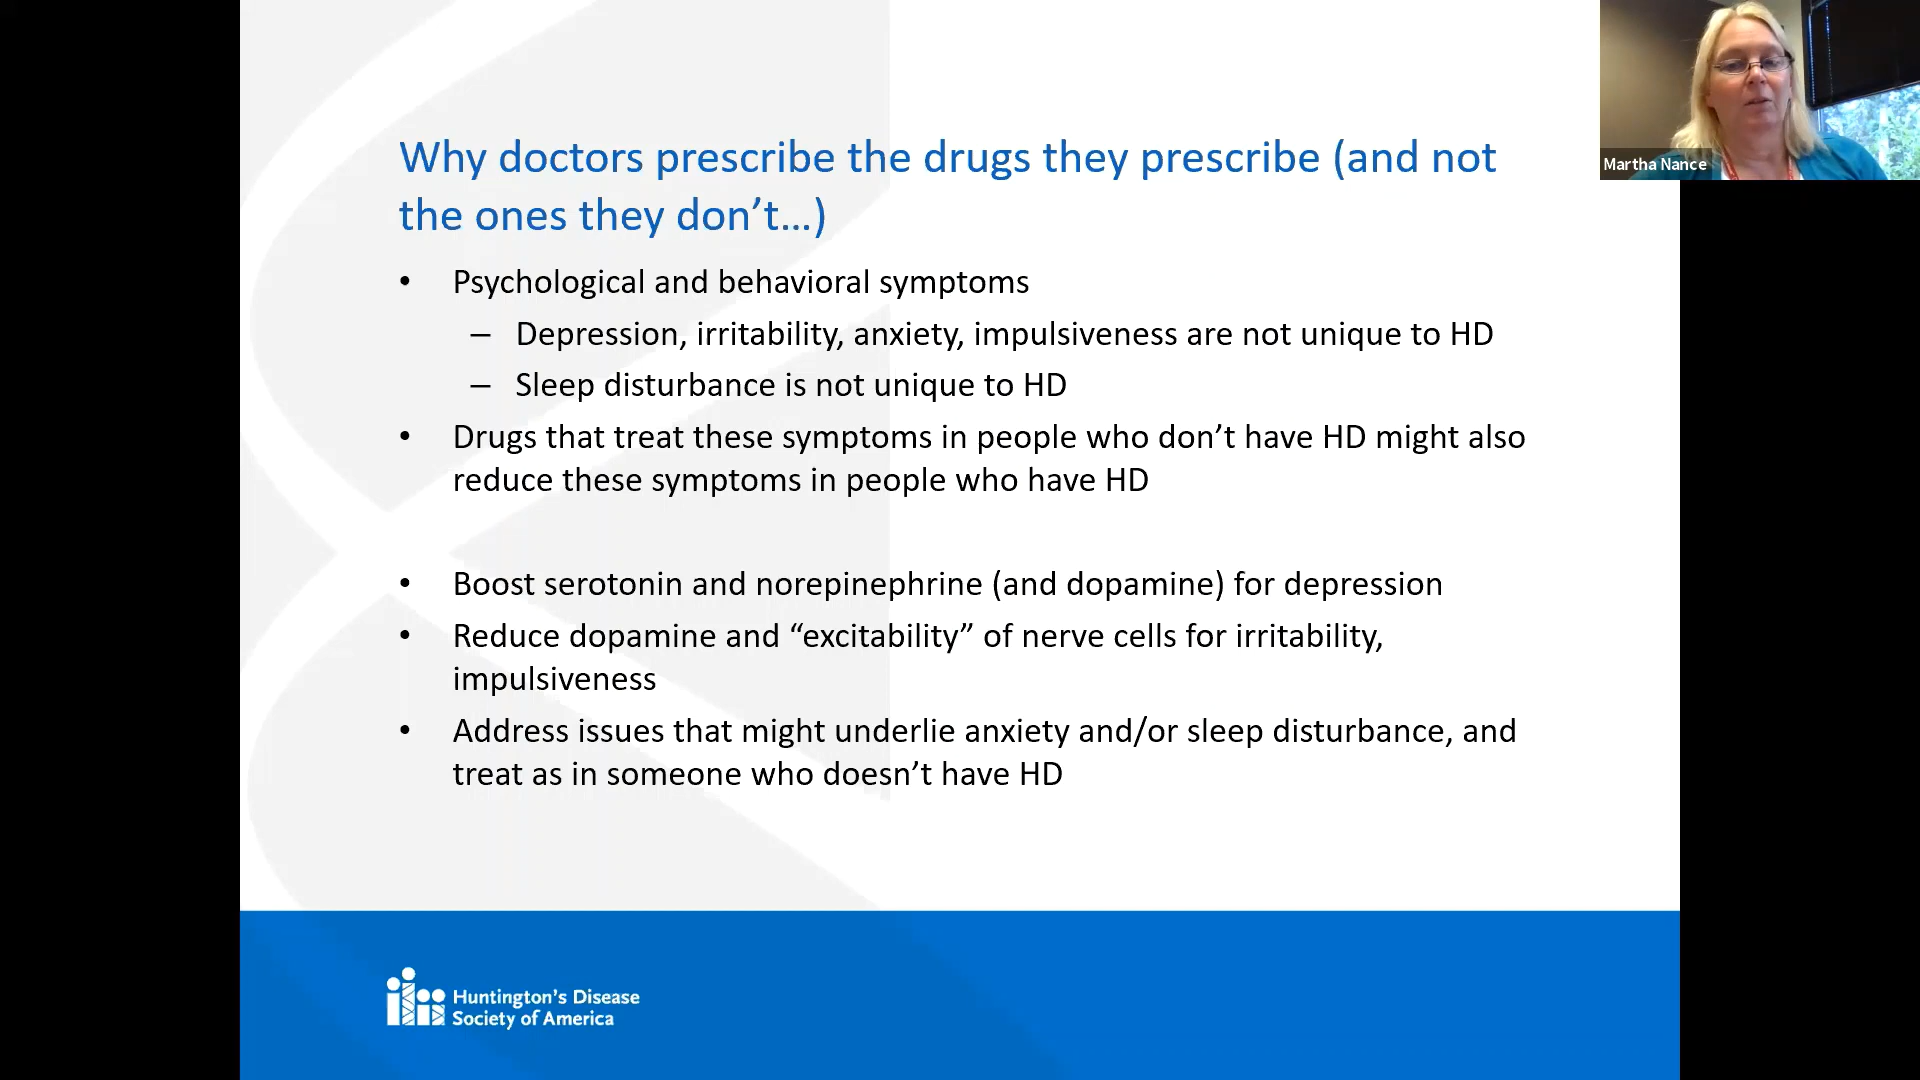 Why doctors prescribe the drugs they prescribe (and not
the ones they don’t…)
• Psychological and behavioral symptoms
– Depression, irritability, anxiety, impulsiveness are not unique to HD
– Sleep disturbance is not unique to HD
• Drugs that treat these symptoms in people who don’t have HD might also
reduce these symptoms in people who have HD
• Boost serotonin and norepinephrine (and dopamine) for depression
• Reduce dopamine and “excitability” of nerve cells for irritability,
impulsiveness
• Address issues that might underlie anxiety and/or sleep disturbance, and
treat as in someone who doesn’t have HD
Huntington’s Disease
Society of America
Martha Nance